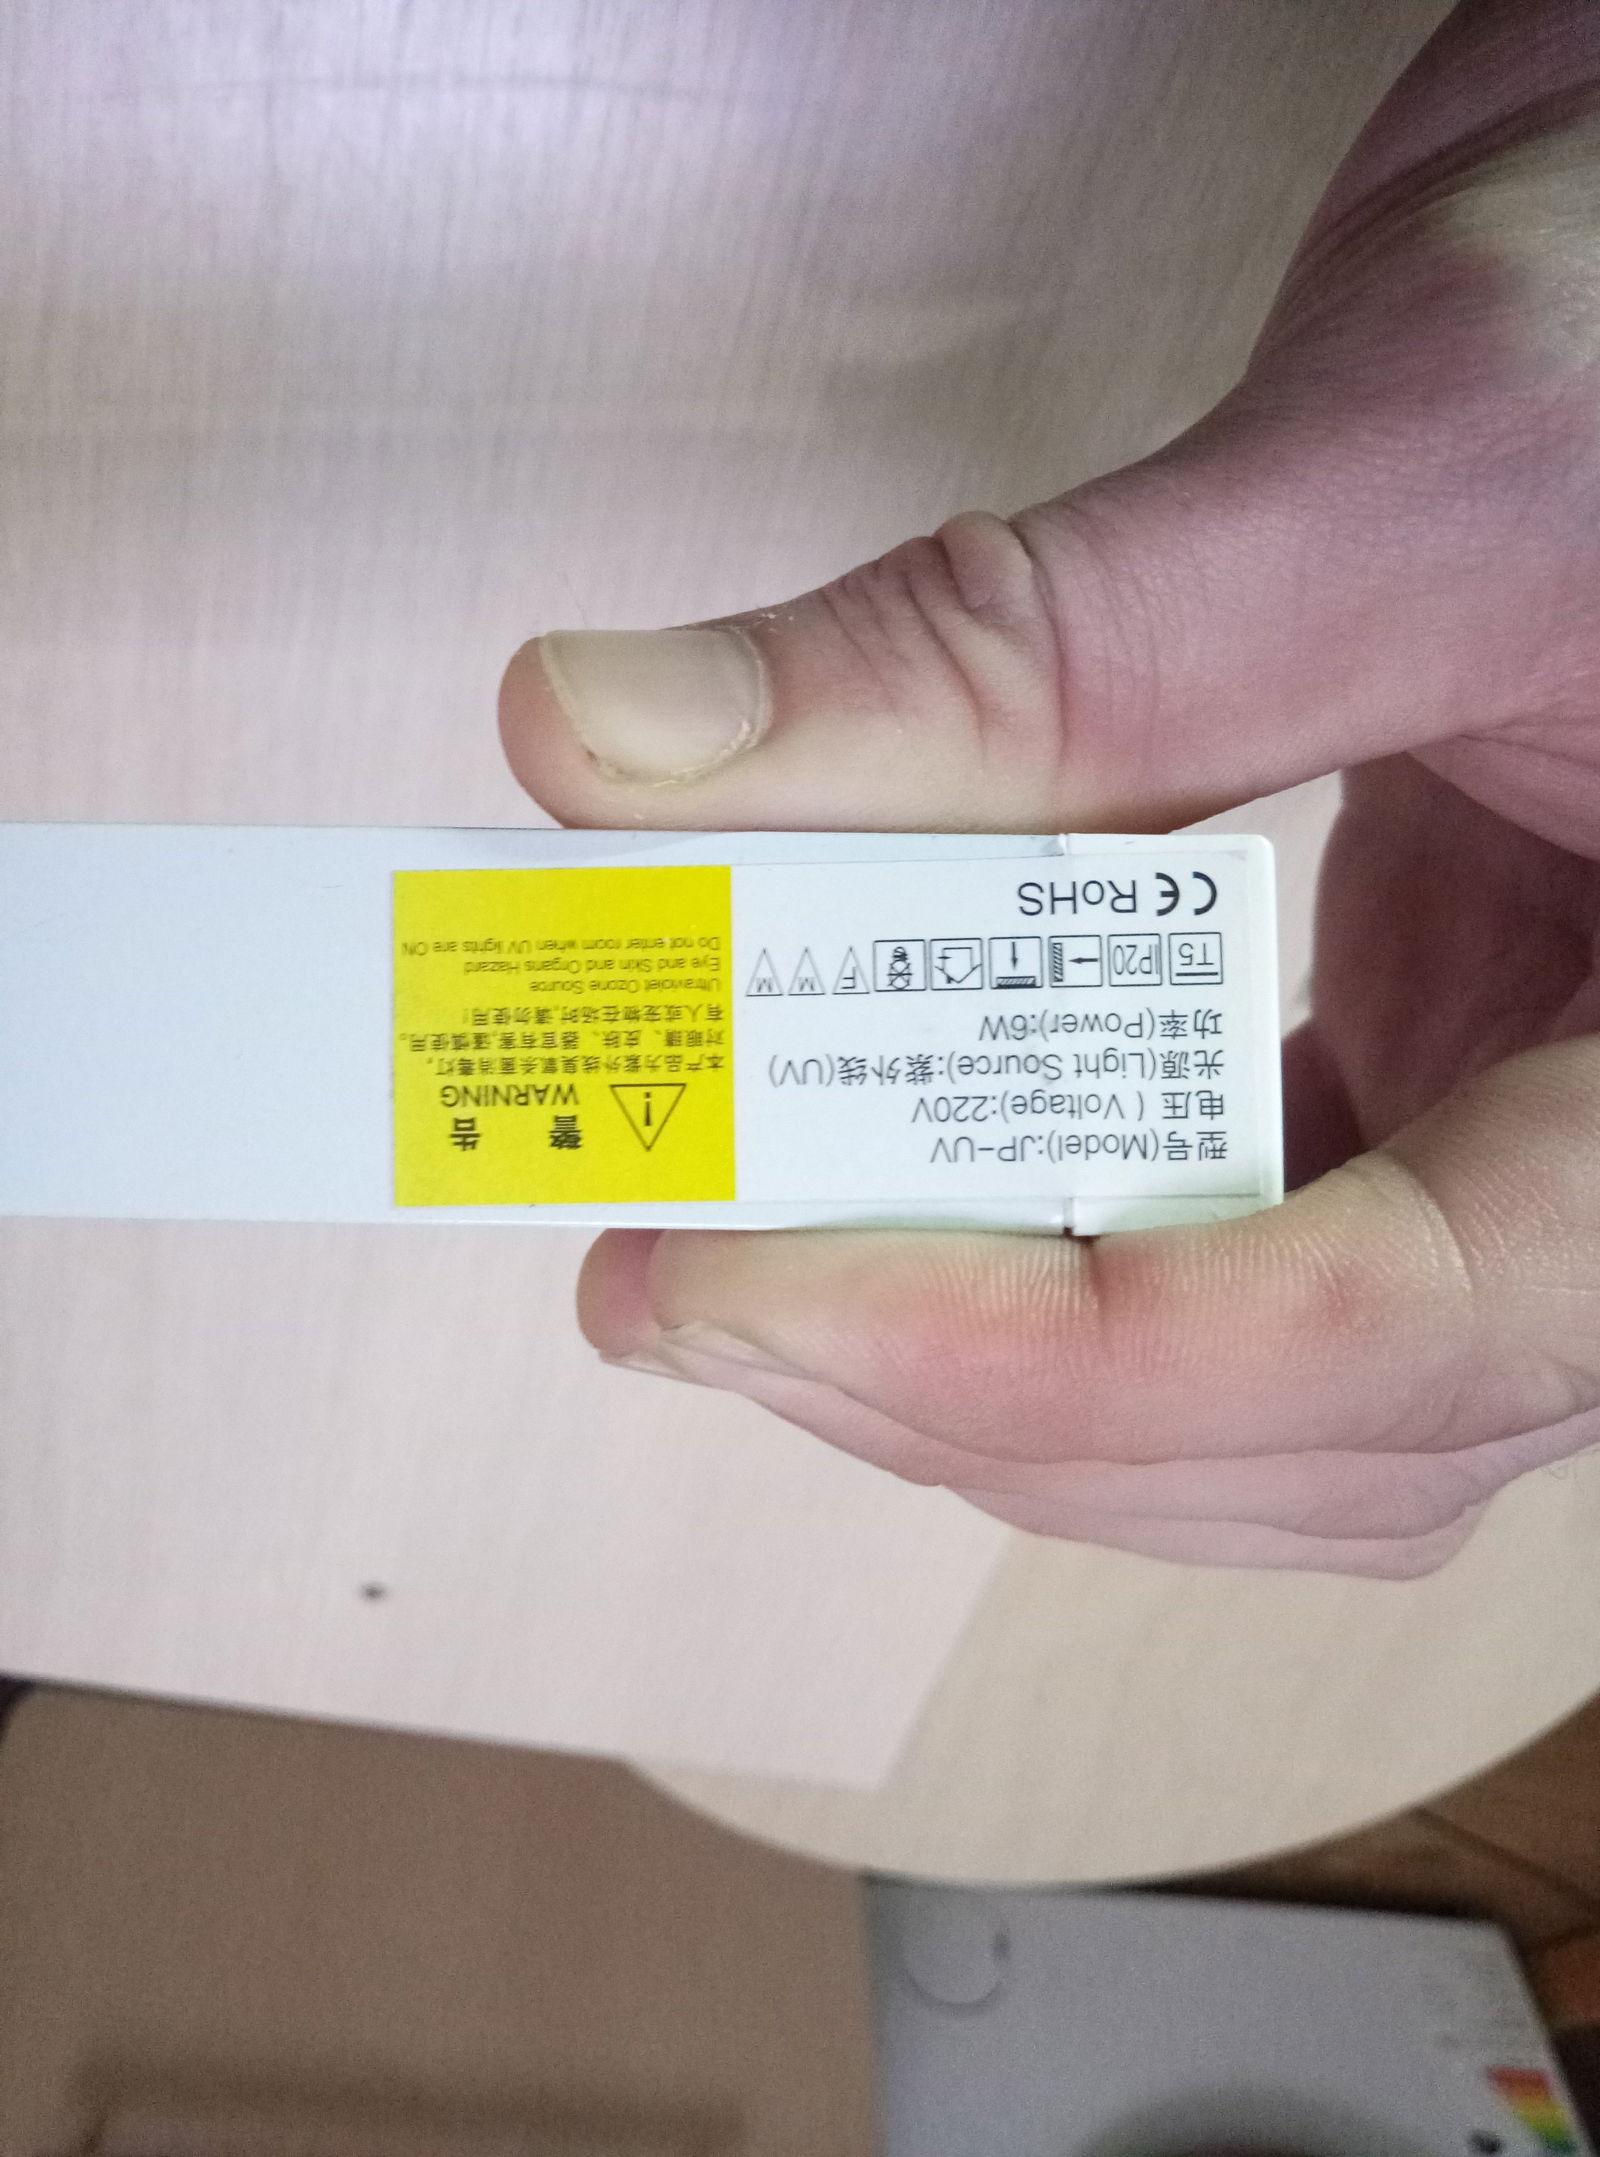 型号(Model):JP-UV
电压 ( Voltage):220V
光源(Light Source):紫外线(UV)
功率(Power):6W
T5 IP20 F M M
CE RoHS
警 告
WARNING
本产品为紫外线臭氧杀菌消毒灯,
对眼睛、皮肤、器官有害,谨慎使用。
有人或宠物在场时,请勿使用!
Ultraviolet Ozone Source
Eye and Skin and Organs Hazard
Do not enter room when UV lights are ON